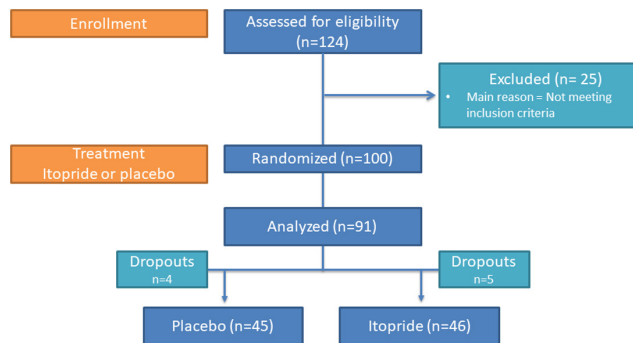 Enrollment
Assessed for eligibility
(n=124)
Excluded (n= 25)
• Main reason = Not meeting
inclusion criteria
Treatment
Itopride or placebo
Randomized (n=100)
Analyzed (n=91)
Dropouts
n=4
Dropouts
n=5
Placebo (n=45)
Itopride (n=46)